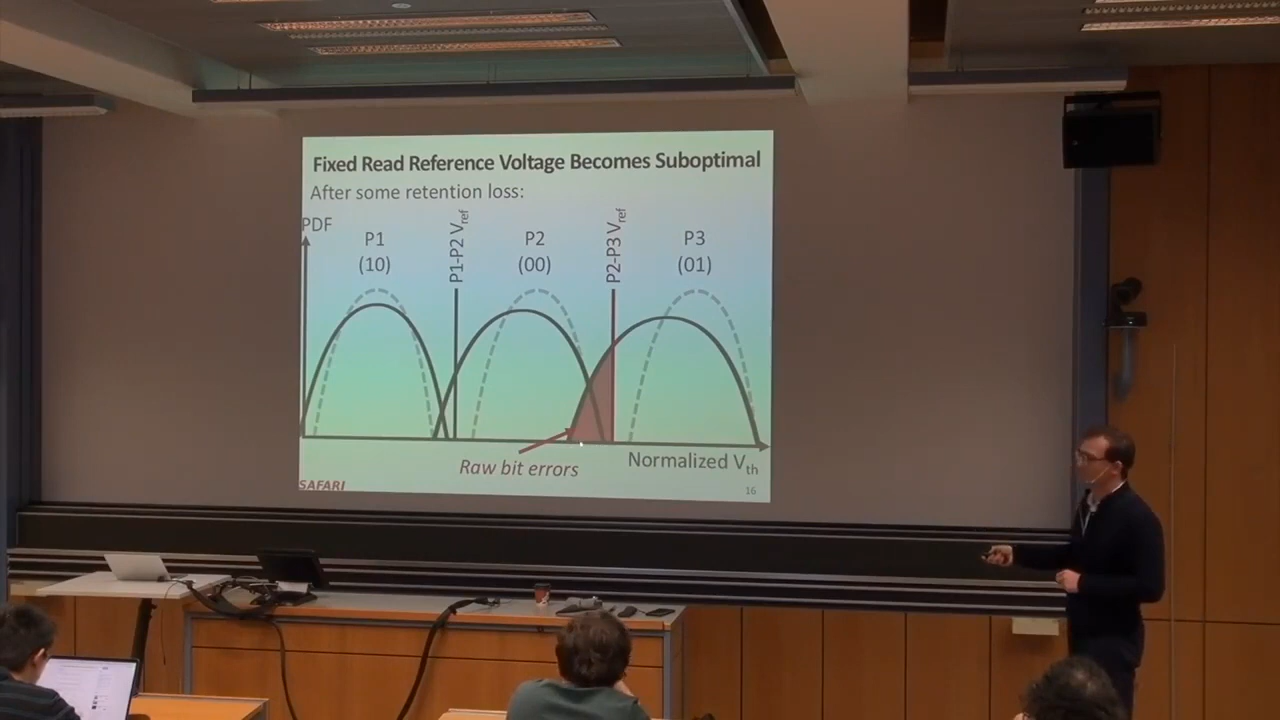 Fixed Read Reference Voltage Becomes Suboptimal
After some retention loss:
PDF
P1
(10)
P1-P2 Vref
P2
(00)
P2-P3 Vref
P3
(01)
Raw bit errors
Normalized Vth
SAFARI
16